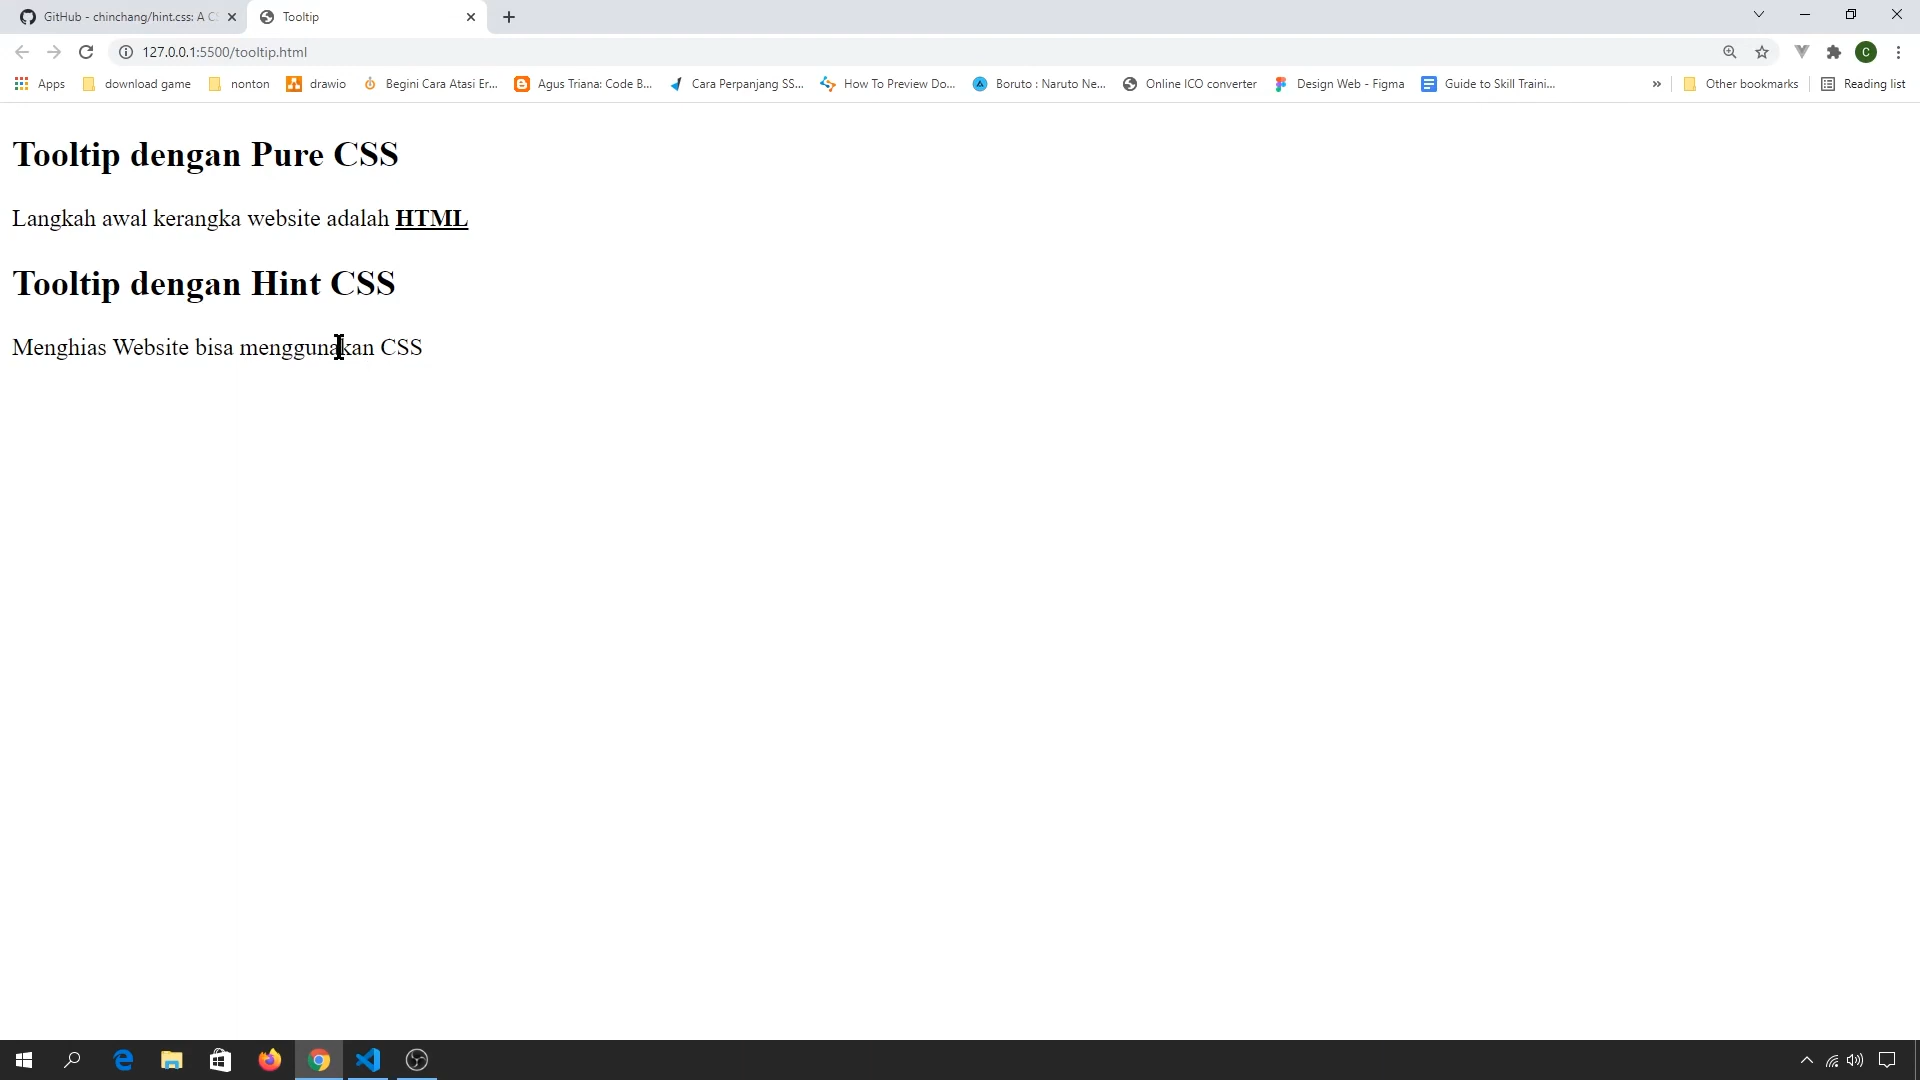 GitHub - chinchang/hint.css: A CS
Tooltip
127.0.0.1:5500/tooltip.html
C
Apps
download game
nonton
drawio
Begini Cara Atasi Er...
Agus Triana: Code B...
Cara Perpanjang SS...
How To Preview Do...
Boruto : Naruto Ne...
Online ICO converter
Design Web - Figma
Guide to Skill Traini...
»
Other bookmarks
Reading list
Tooltip dengan Pure CSS
Langkah awal kerangka website adalah HTML
Tooltip dengan Hint CSS
Menghias Website bisa menggunakan CSS